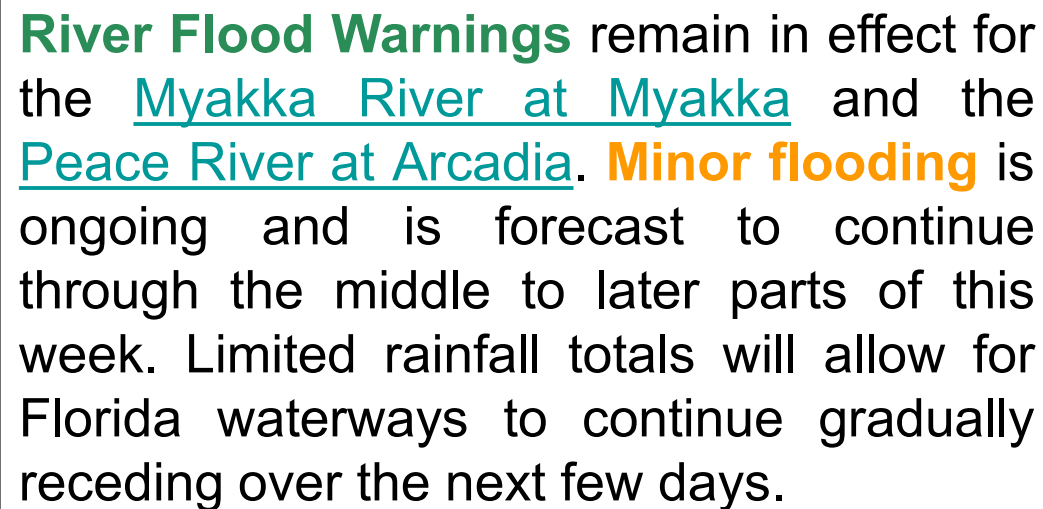 River Flood Warnings remain in effect for
the Myakka River at Myakka and the
Peace River at Arcadia. Minor flooding is
ongoing and is forecast to continue
through the middle to later parts of this
week. Limited rainfall totals will allow for
Florida waterways to continue gradually
receding over the next few days.